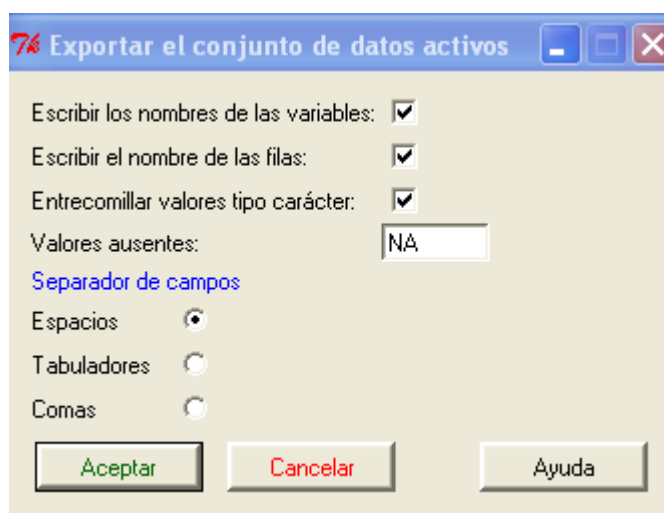 Exportar el conjunto de datos activos
Escribir los nombres de las variables:
Escribir el nombre de las filas:
Entrecomillar valores tipo carácter:
Valores ausentes: NA
Separador de campos
Espacios
Tabuladores
Comas
Aceptar Cancelar Ayuda